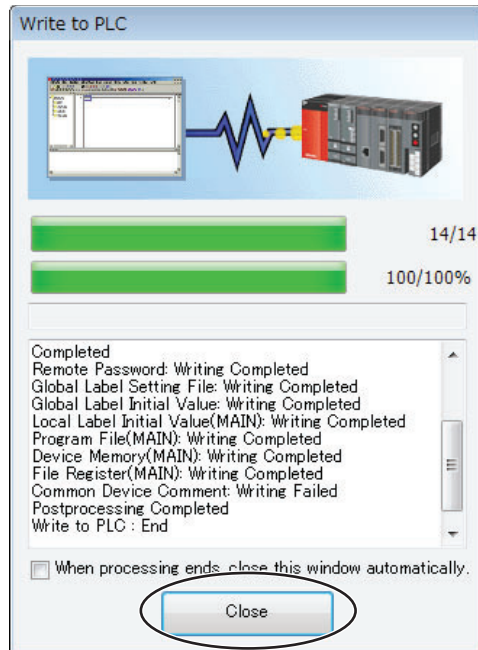 Write to PLC
14/14
100/100%
Completed
Remote Password: Writing Completed
Global Label Setting File: Writing Completed
Global Label Initial Value: Writing Completed
Local Label Initial Value(MAIN): Writing Completed
Program File(MAIN): Writing Completed
Device Memory(MAIN): Writing Completed
File Register(MAIN): Writing Completed
Common Device Comment: Writing Failed
Postprocessing Completed
Write to PLC : End
When processing ends, close this window automatically.
Close